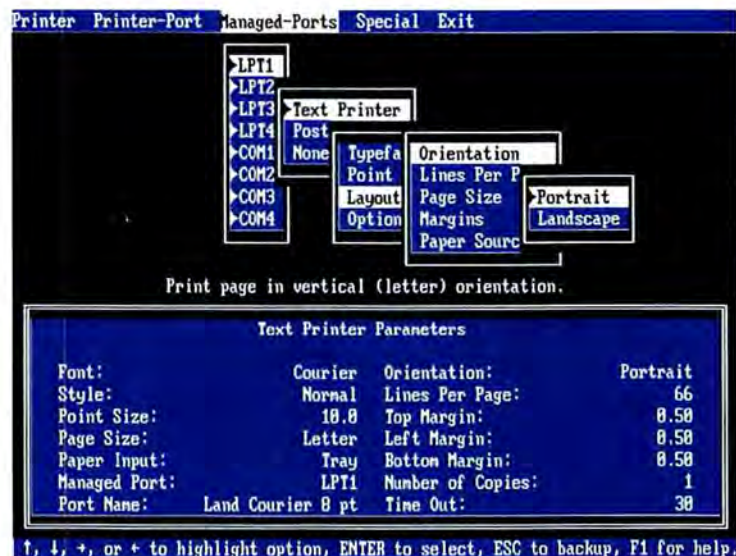 Printer Printer-Port Managed-Ports Special Exit
LPT1
LPT2
LPT3
LPT4
COM1
COM2
COM3
COM4
Text Printer
Post
None
Typefa
Point
Layout
Option
Orientation
Lines Per P
Page Size
Margins
Paper Sourc
Portrait
Landscape
Print page in vertical (letter) orientation.
Text Printer Parameters
Font: Courier Orientation: Portrait
Style: Normal Lines Per Page: 66
Point Size: 10.0 Top Margin: 0.50
Page Size: Letter Left Margin: 0.50
Paper Input: Tray Bottom Margin: 0.50
Managed Port: LPT1 Number of Copies: 1
Port Name: Land Courier 8 pt Time Out: 30
↑, ↓, →, or ← to highlight option, ENTER to select, ESC to backup, F1 for help.